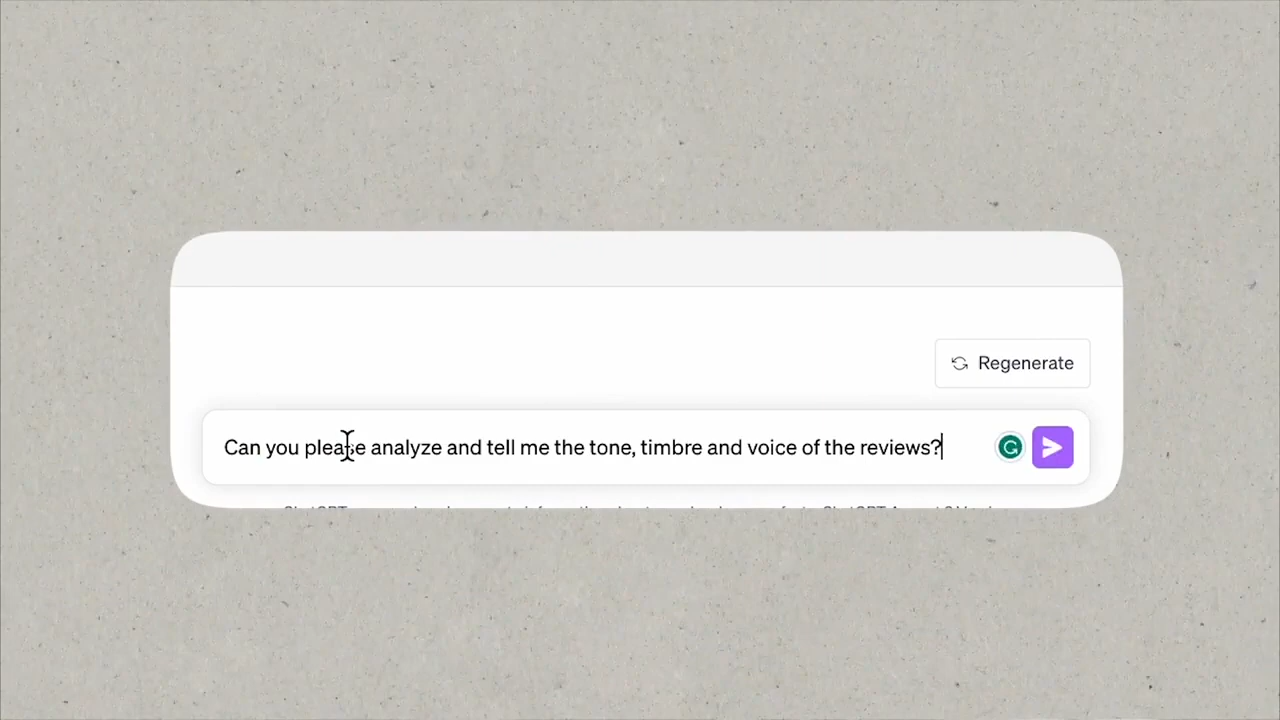 Regenerate
Can you please analyze and tell me the tone, timbre and voice of the reviews?